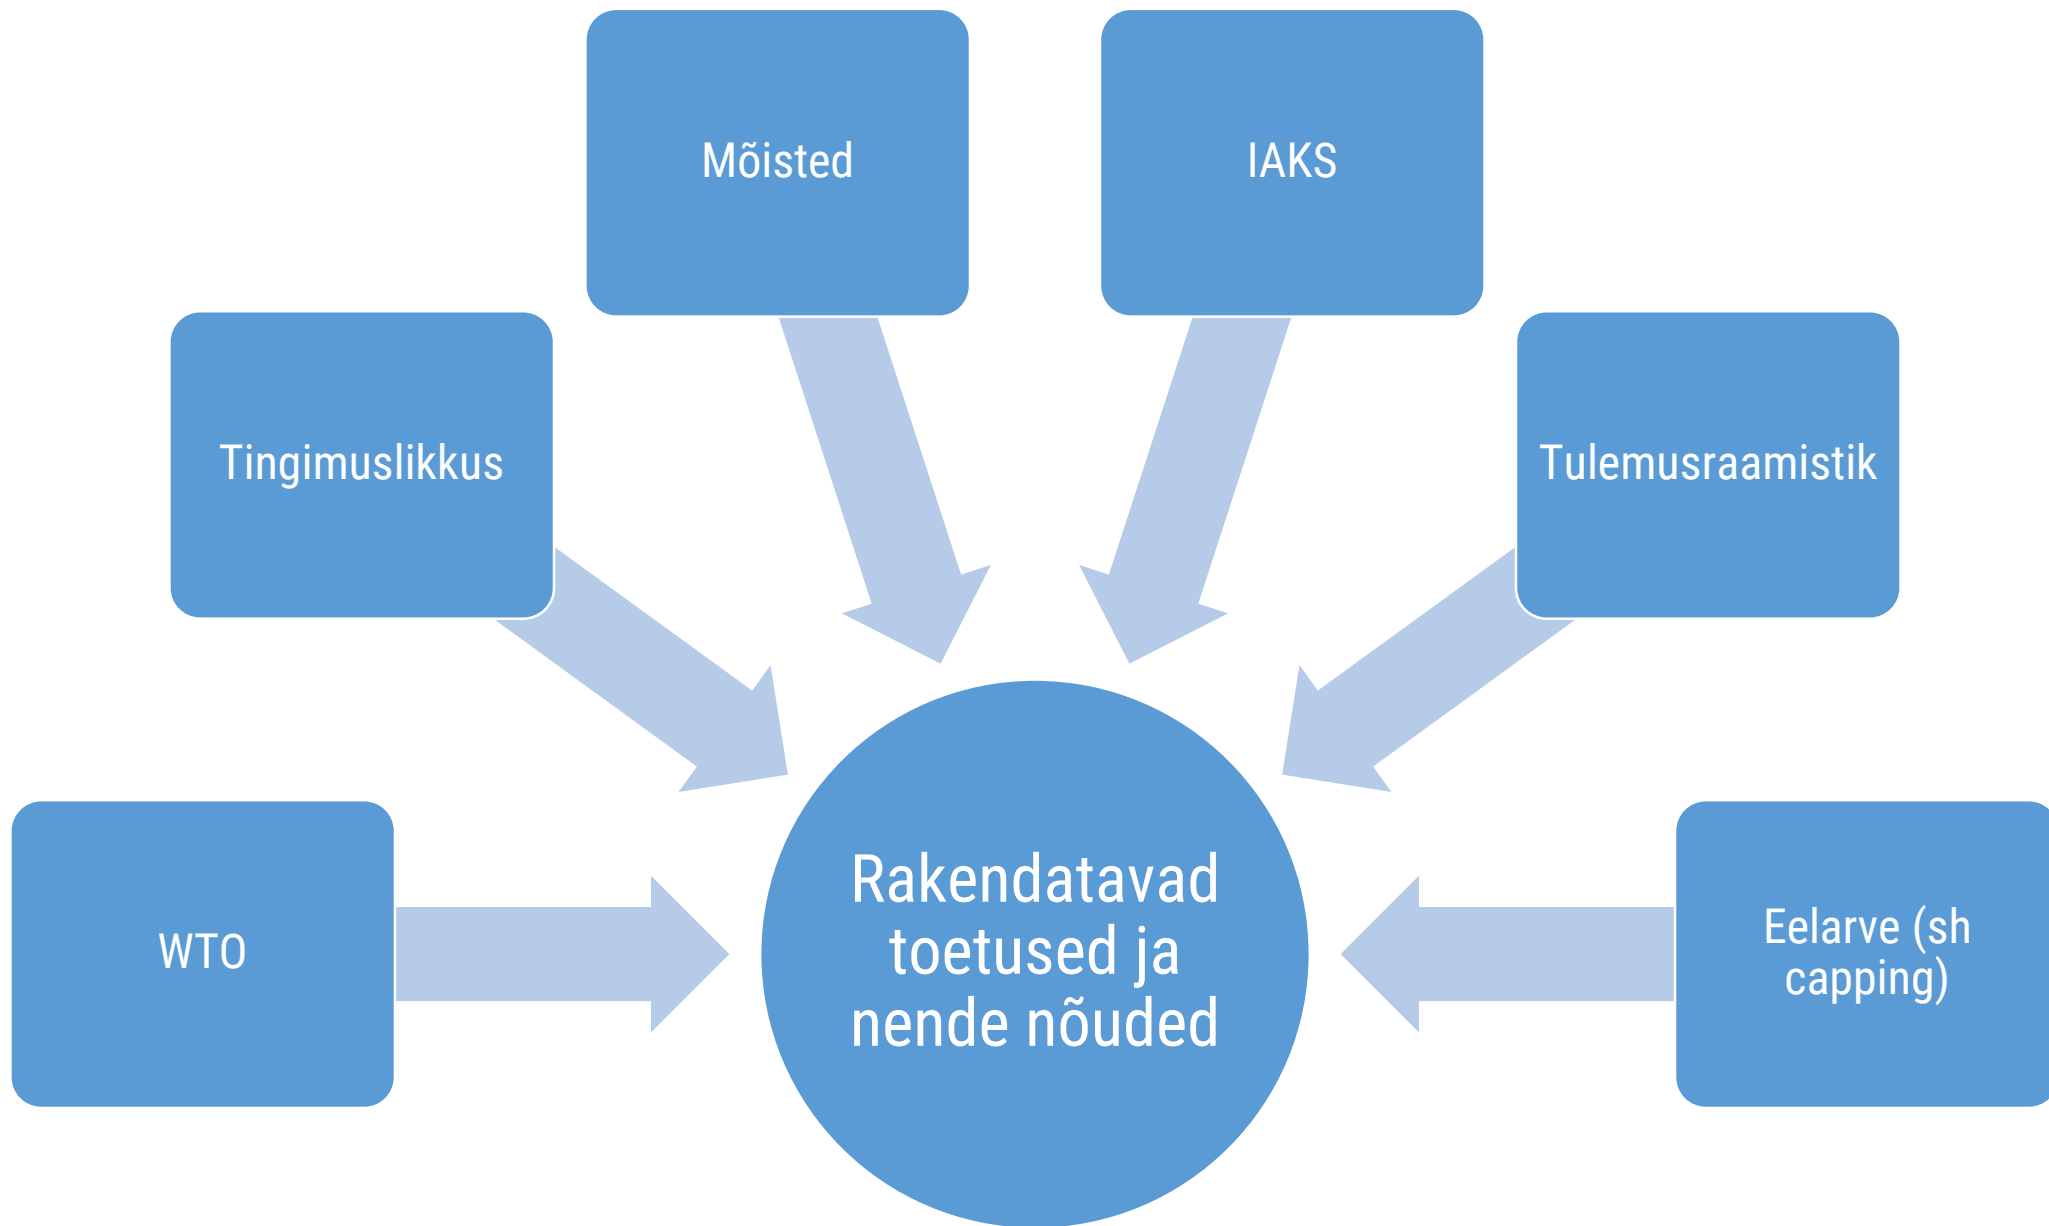 Mõisted
IAKS
Tingimuslikkus
Tulemusraamistik
WTO
Rakendatavad
toetused ja
nende nõuded
Eelarve (sh
capping)